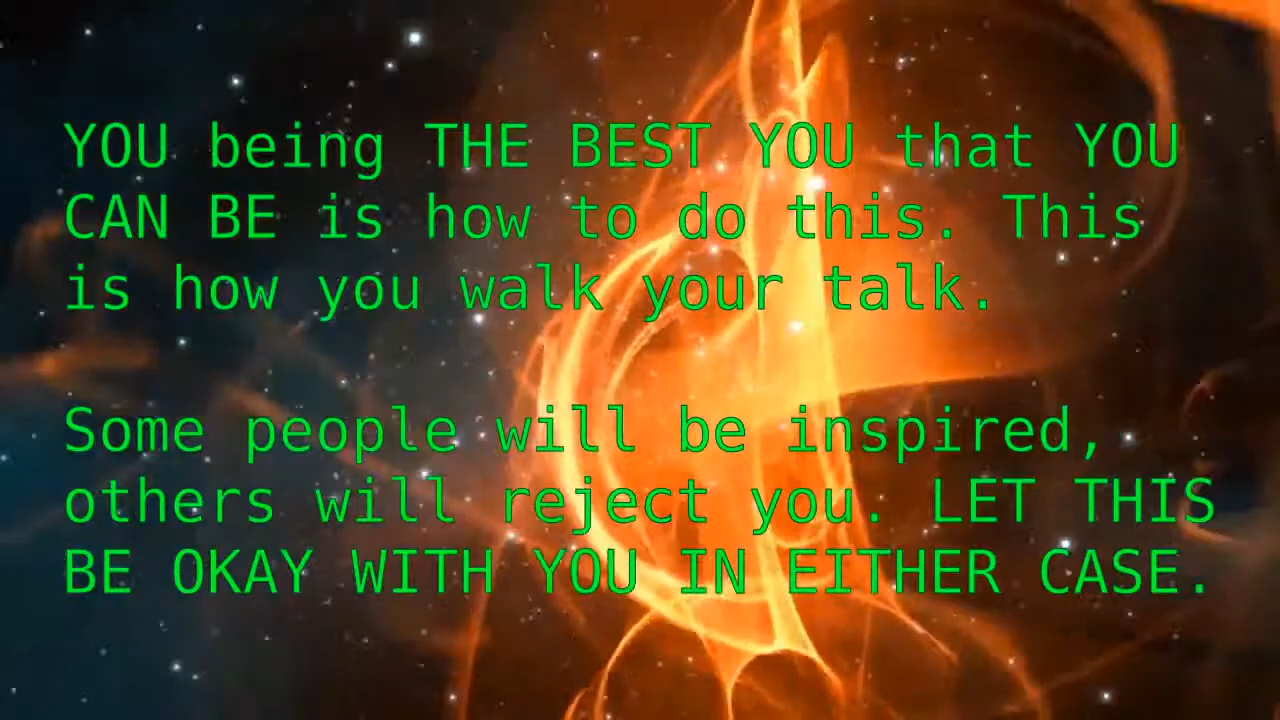 YOU being THE BEST YOU that YOU
CAN BE is how to do this. This
is how you walk your talk.
Some people will be inspired,
others will reject you. LET THIS
BE OKAY WITH YOU IN EITHER CASE.